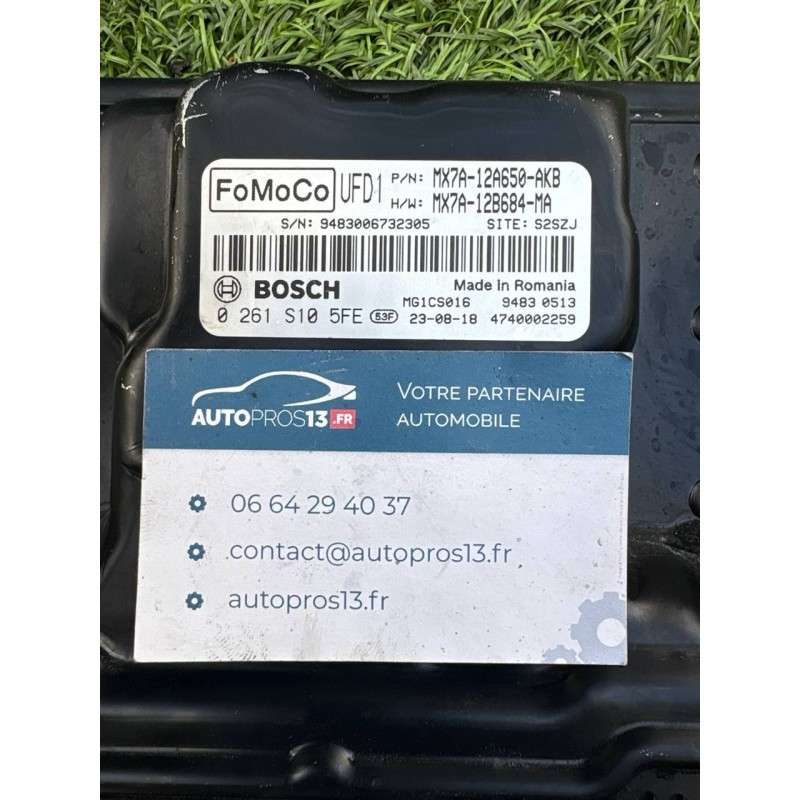 FoMoCo UFD1 P/N: MX7A-12A650-AKB
H/W: MX7A-12B684-MA
S/N: 9483006732305 SITE: S2SZJ
BOSCH Made in Romania
MG1CS016 9483 0513
0 261 S10 5FE 53F 23-08-18 4740002259
AUTOPROS13.FR
VOTRE PARTENAIRE
AUTOMOBILE
06 64 29 40 37
contact@autopros13.fr
autopros13.fr